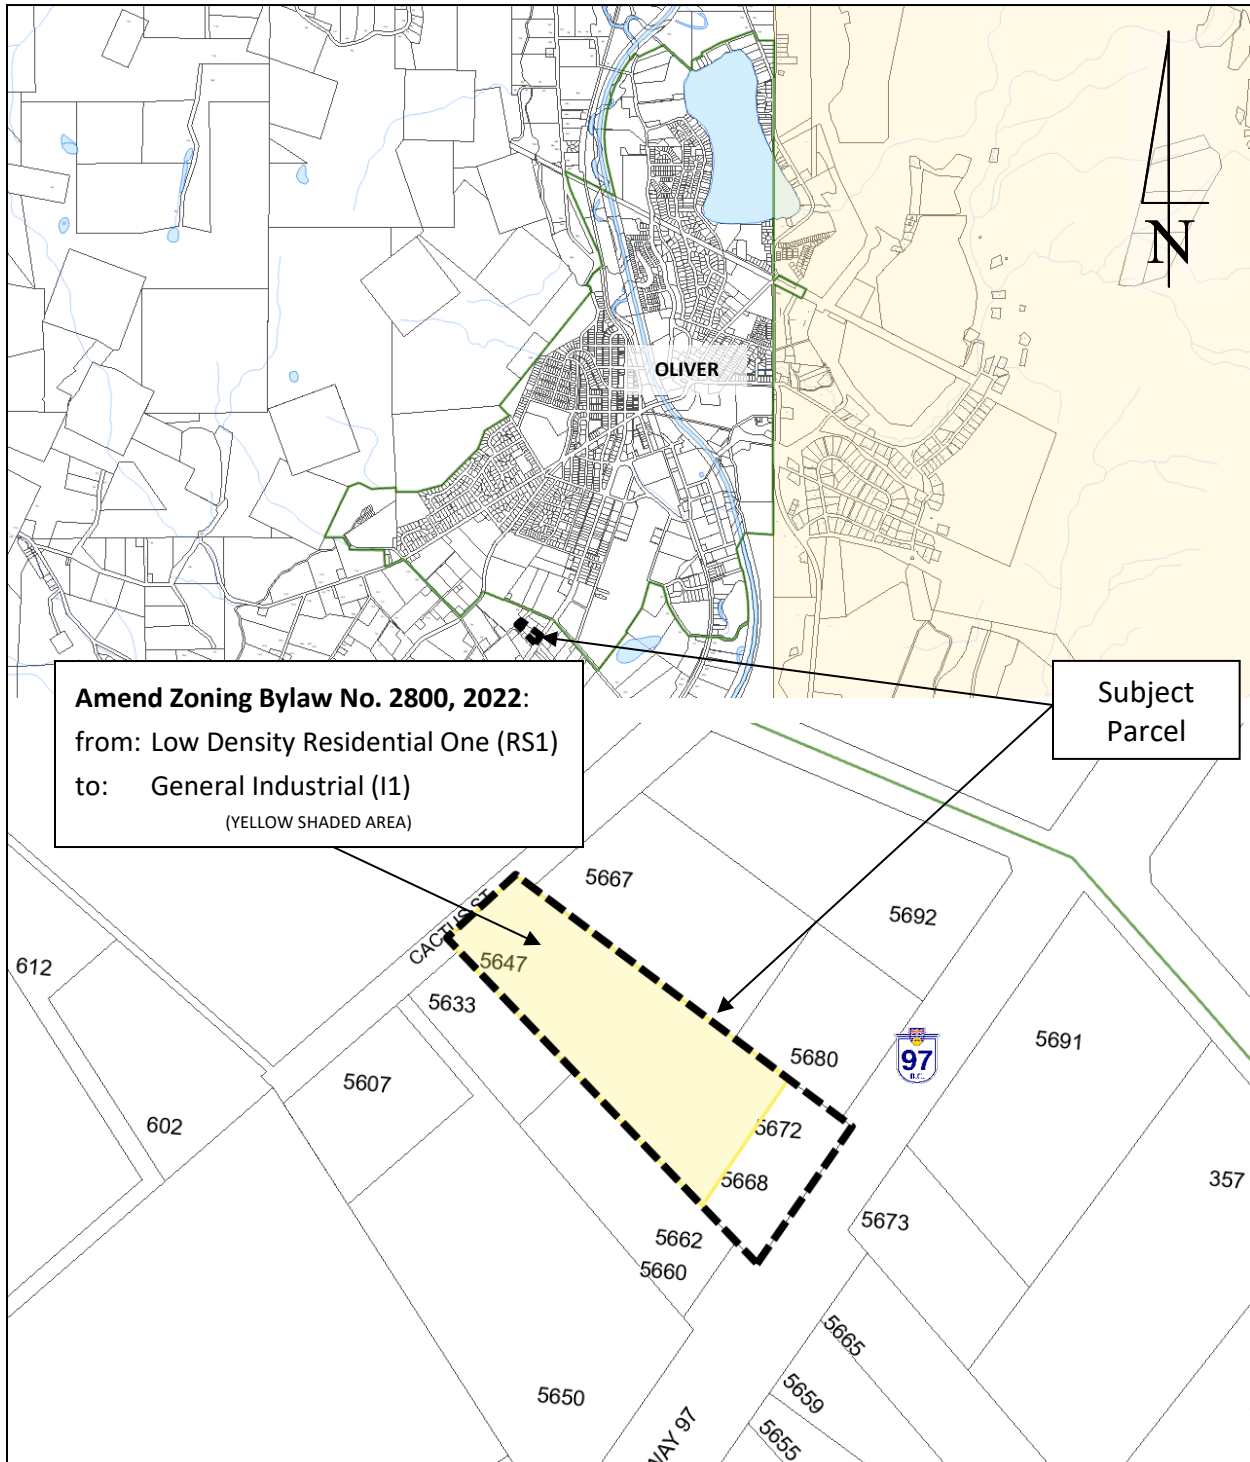 N
OLIVER
Amend Zoning Bylaw No. 2800, 2022:
from: Low Density Residential One (RS1)
to: General Industrial (I1)
(YELLOW SHADED AREA)
Subject
Parcel
CACTUS ST
5667
5692
612
5647
5633
5691
97
B.C.
5680
5607
602
5672
5668
357
5673
5662
5660
5665
5650
5659
5655
WAY 97